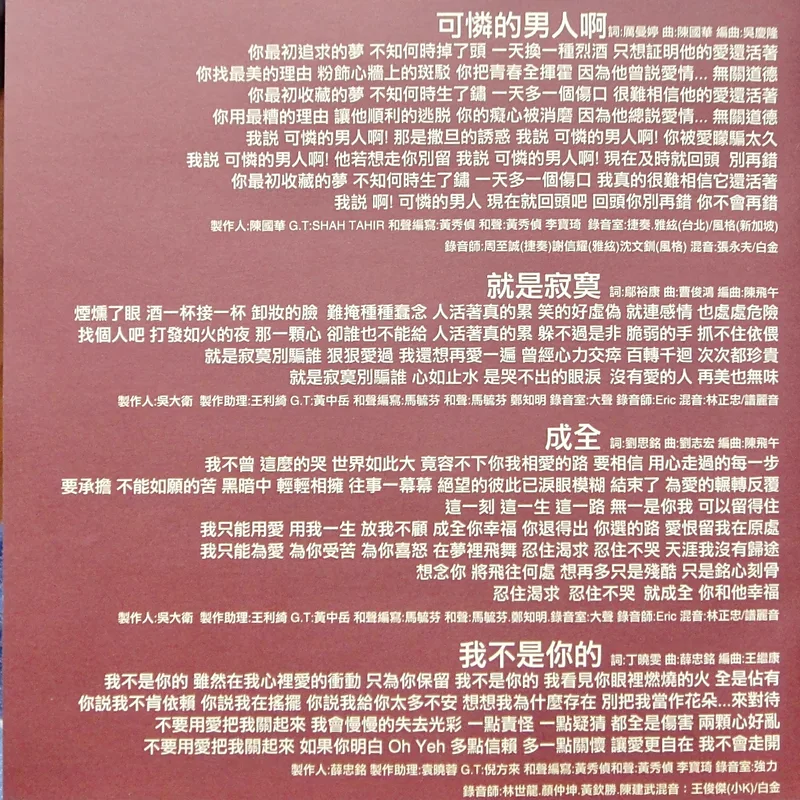 可憐的男人啊 詞:厲曼婷 曲:陳國華 編曲:吳慶隆
你最初追求的夢 不知何時掉了頭 一天換一種烈酒 只想証明他的愛還活著
你找最美的理由 粉飾心牆上的斑駁 你把青春全揮霍 因為他曾説愛情... 無關道德
你最初收藏的夢 不知何時生了鏽 一天多一個傷口 很難相信他的愛還活著
你用最糟的理由 讓他順利的逃脱 你的癡心被消磨 因為他總説愛情... 無關道德
我説 可憐的男人啊! 那是撒旦的誘惑 我説 可憐的男人啊! 你被愛矇騙太久
我説 可憐的男人啊! 他若想走你別留 我説 可憐的男人啊! 現在及時就回頭 別再錯
你最初收藏的夢 不知何時生了鏽 一天多一個傷口 我真的很難相信它還活著
我説 啊! 可憐的男人 現在就回頭吧 回頭你別再錯 你不會再錯
製作人:陳國華 G.T:SHAH TAHIR 和聲編寫:黃秀偵 和聲:黃秀偵 李寶琦 錄音室:捷奏.雅絃(台北)/風格(新加坡)
錄音師:周至誠(捷奏)謝信耀(雅絃)沈文釧(風格) 混音:張永夫/白金
就是寂寞 詞:鄔裕康 曲:曹俊鴻 編曲:陳飛午
煙燻了眼 酒一杯接一杯 卸妝的臉 難掩種種蠢念 人活著真的累 笑的好虛偽 就連感情 也處處危險
找個人吧 打發如火的夜 那一顆心 卻誰也不能給 人活著真的累 躲不過是非 脆弱的手 抓不住依偎
就是寂寞別騙誰 狠狠愛過 我還想再愛一遍 曾經心力交瘁 百轉千迴 次次都珍貴
就是寂寞別騙誰 心如止水 是哭不出的眼淚 沒有愛的人 再美也無味
製作人:吳大衛 製作助理:王利綺 G.T:黃中岳 和聲編寫:馬毓芬 和聲:馬毓芬 鄭知明 錄音室:大聲 錄音師:Eric 混音:林正忠/譜麗音
成全 詞:劉思銘 曲:劉志宏 編曲:陳飛午
我不曾 這麼的哭 世界如此大 竟容不下你我相愛的路 要相信 用心走過的每一步
要承擔 不能如願的苦 黑暗中 輕輕相擁 往事一幕幕 絕望的彼此已淚眼模糊 結束了 為愛的輾轉反覆
這一刻 這一生 這一路 無一是你我 可以留得住
我只能用愛 用我一生 放我不顧 成全你幸福 你退得出 你選的路 愛恨留我在原處
我只能為愛 為你受苦 為你喜怒 在夢裡飛舞 忍住渴求 忍住不哭 天涯我沒有歸途
想念你 將飛往何處 想再多只是殘酷 只是銘心刻骨
忍住渴求 忍住不哭 就成全 你和他幸福
製作人:吳大衛 製作助理:王利綺 G.T:黃中岳 和聲編寫:馬毓芬 和聲:馬毓芬.鄭知明.錄音室:大聲 錄音師:Eric 混音:林正忠/譜麗音
我不是你的 詞:丁曉雯 曲:薛忠銘 編曲:王繼康
我不是你的 雖然在我心裡愛的衝動 只為你保留 我不是你的 我看見你眼裡燃燒的火 全是佔有
你説我不肯依賴 你説我在搖擺 你説我給你太多不安 想想我為什麼存在 別把我當作花朵...來對待
不要用愛把我關起來 我會慢慢的失去光彩 一點責怪 一點疑猜 都全是傷害 兩顆心好亂
不要用愛把我關起來 如果你明白 Oh Yeh 多點信賴 多一點關懷 讓愛更自在 我不會走開
製作人:薛忠銘 製作助理:袁曉蓉 G.T:倪方來 和聲編寫:黃秀偵和聲:黃秀偵 李寶琦 錄音室:強力
錄音師:林世龍.顏仲坤.黃欽勝.陳建武混音：王俊傑(小K)/白金